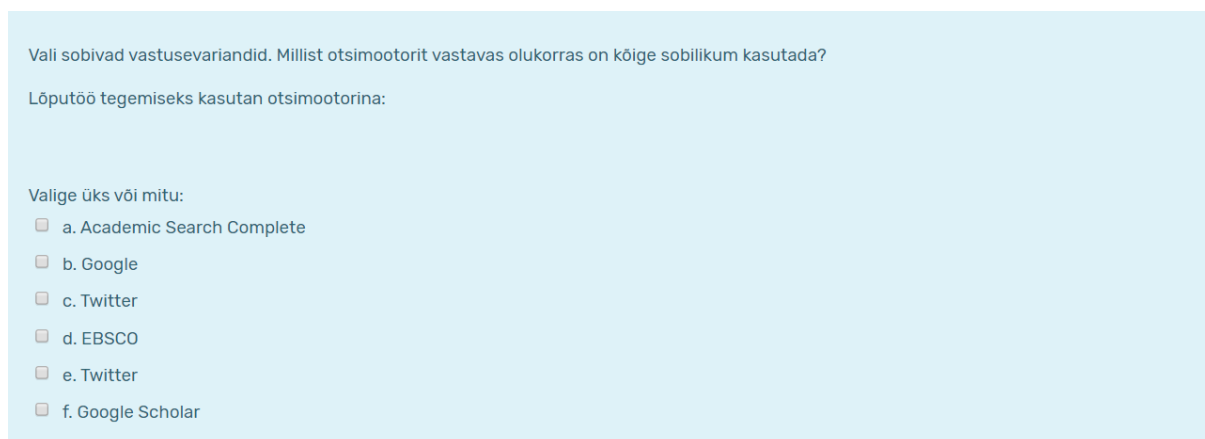 Vali sobivad vastusevariandid. Millist otsimootorit vastavas olukorras on kõige sobilikum kasutada?
Lõputöö tegemiseks kasutan otsimootorina:
Valige üks või mitu:
a. Academic Search Complete
b. Google
c. Twitter
d. EBSCO
e. Twitter
f. Google Scholar